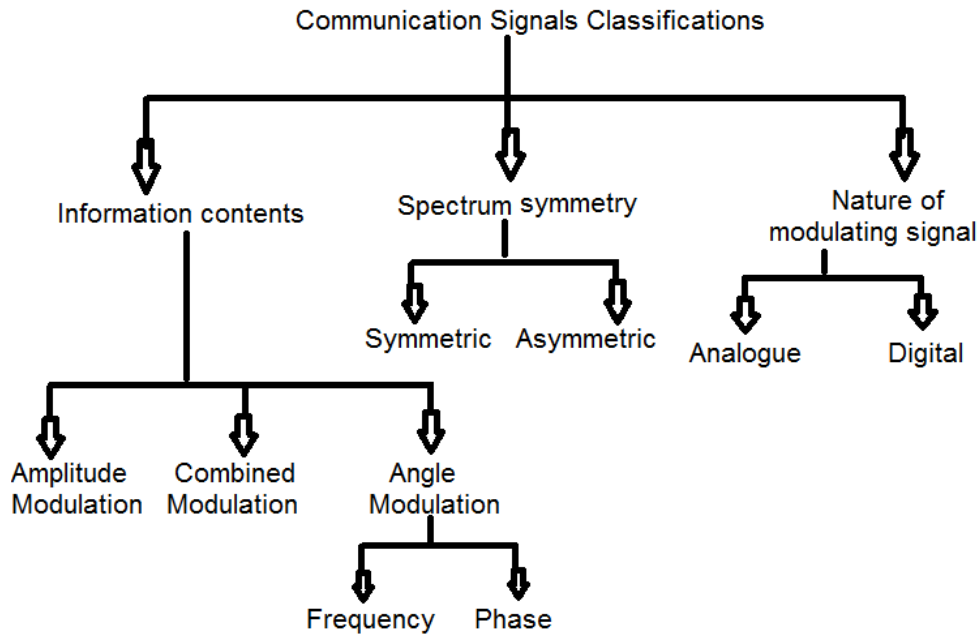 Communication Signals Classifications
Information contents
Spectrum symmetry
Nature of
modulating signal
Symmetric
Asymmetric
Analogue
Digital
Amplitude
Modulation
Combined
Modulation
Angle
Modulation
Frequency
Phase